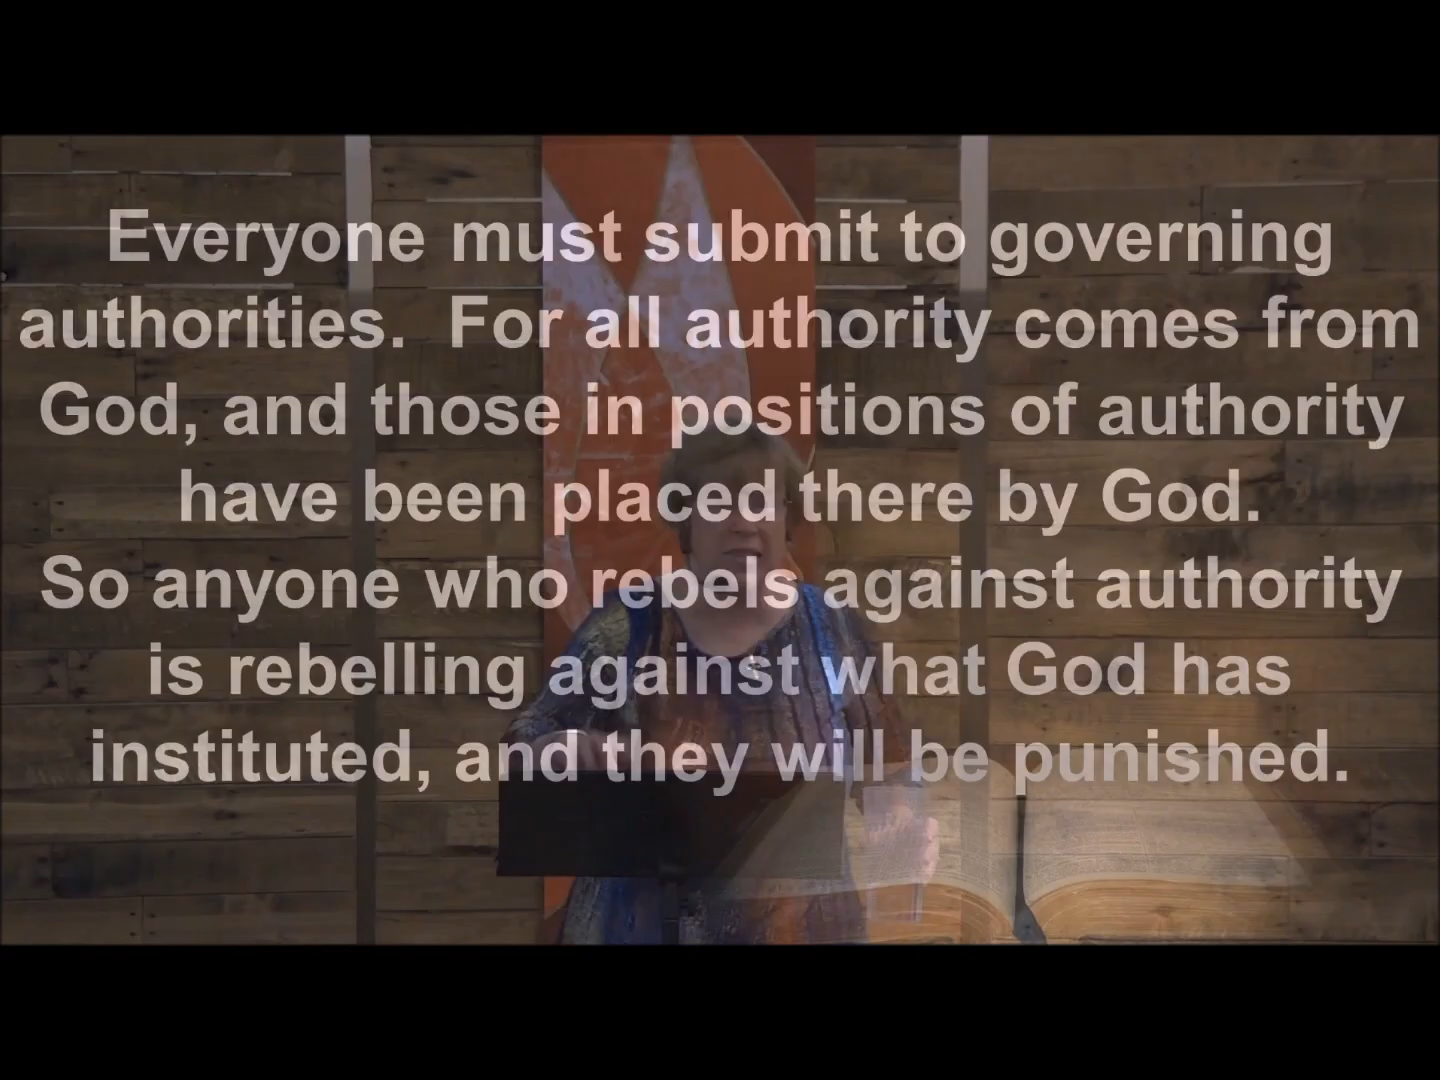 Everyone must submit to governing
authorities.  For all authority comes from
God, and those in positions of authority
have been placed there by God.
So anyone who rebels against authority
is rebelling against what God has
instituted, and they will be punished.